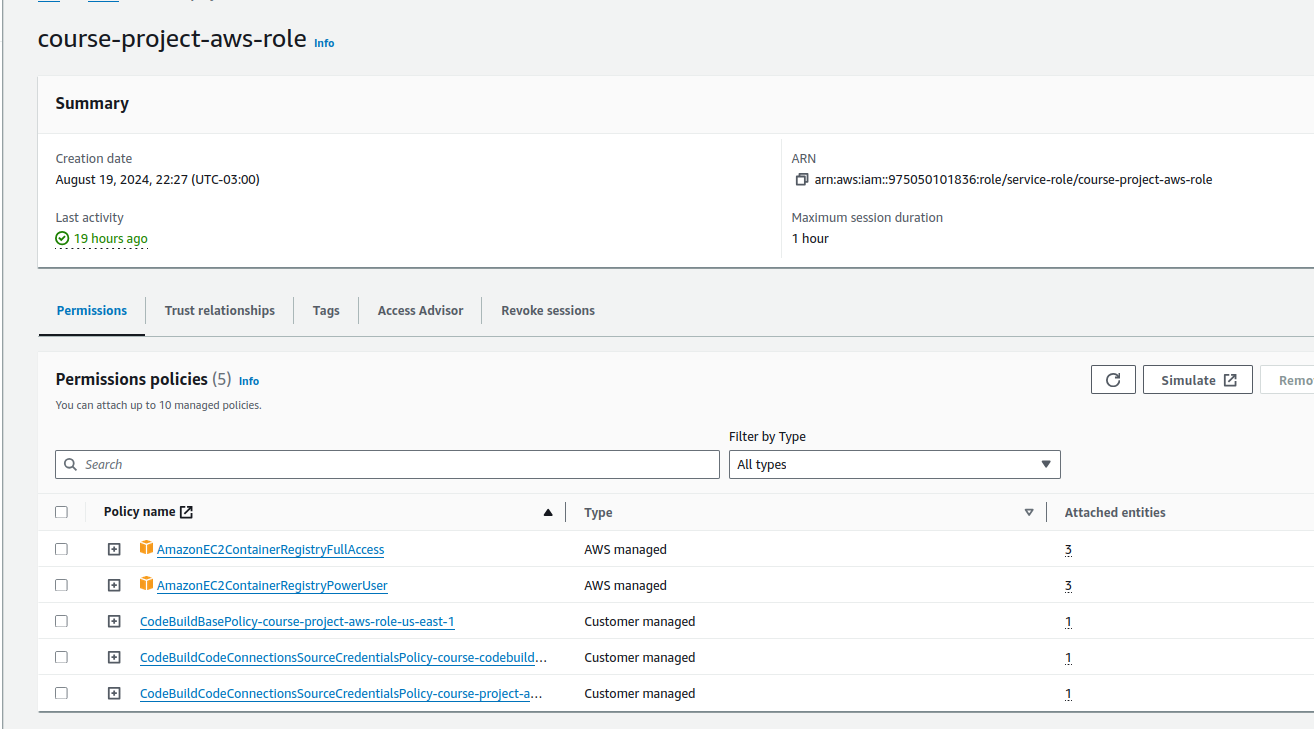 course-project-aws-role Info
Summary
Creation date
August 19, 2024, 22:27 (UTC-03:00)
ARN
arn:aws:iam::975050101836:role/service-role/course-project-aws-role
Last activity
19 hours ago
Maximum session duration
1 hour
Permissions
Trust relationships
Tags
Access Advisor
Revoke sessions
Permissions policies (5) Info
You can attach up to 10 managed policies.
Simulate
Remo
Filter by Type
Search
All types
Policy name Type Attached entities
AmazonEC2ContainerRegistryFullAccess AWS managed 3
AmazonEC2ContainerRegistryPowerUser AWS managed 3
CodeBuildBasePolicy-course-project-aws-role-us-east-1 Customer managed 1
CodeBuildCodeConnectionsSourceCredentialsPolicy-course-codebuild... Customer managed 1
CodeBuildCodeConnectionsSourceCredentialsPolicy-course-project-a... Customer managed 1